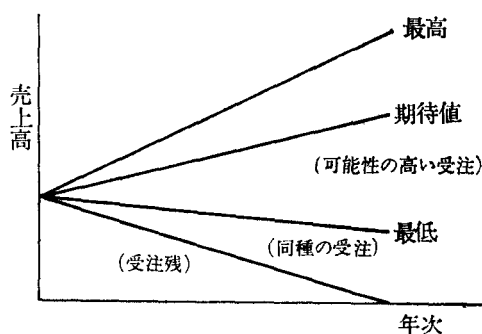 最高
売上高
期待値
(可能性の高い受注)
最低
(同種の受注)
(受注残)
年次